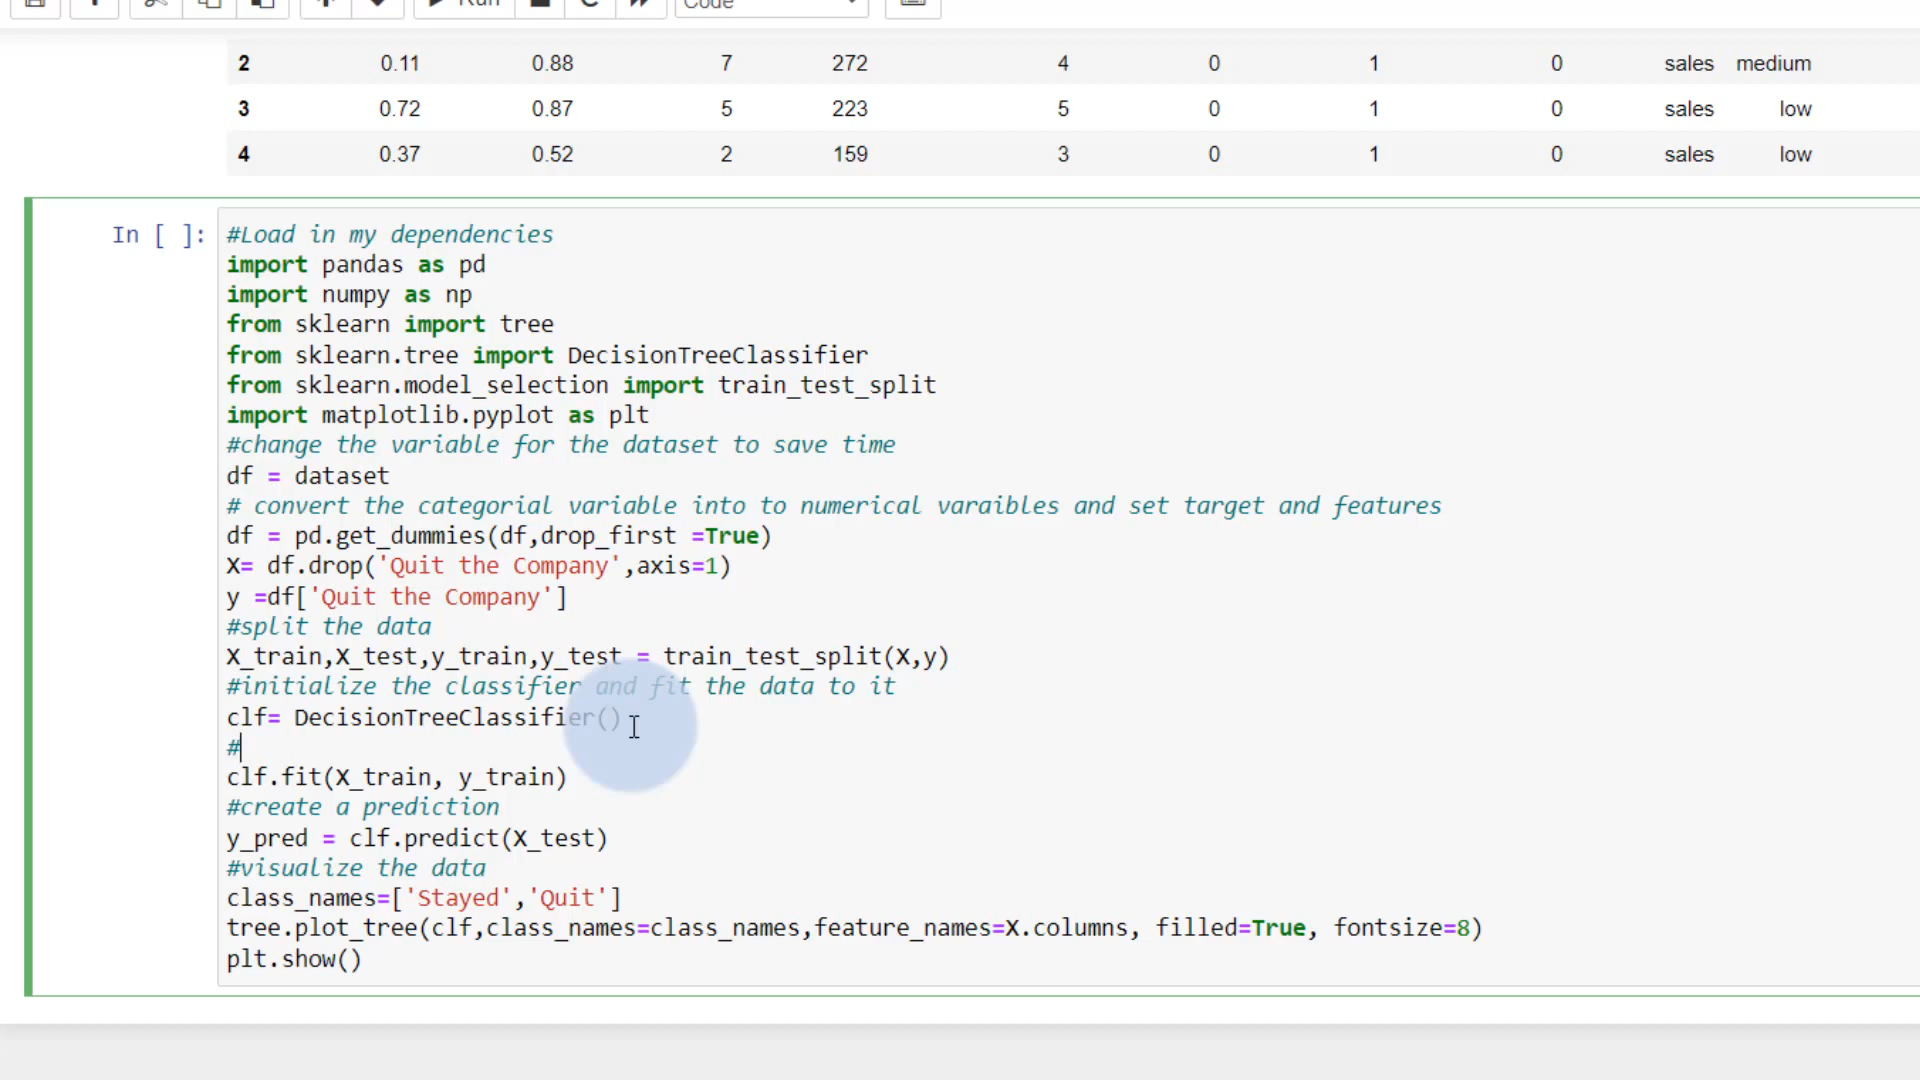 Run Code
2 0.11 0.88 7 272 4 0 1 0 sales medium
3 0.72 0.87 5 223 5 0 1 0 sales low
4 0.37 0.52 2 159 3 0 1 0 sales low
In [ ]: #Load in my dependencies
import pandas as pd
import numpy as np
from sklearn import tree
from sklearn.tree import DecisionTreeClassifier
from sklearn.model_selection import train_test_split
import matplotlib.pyplot as plt
#change the variable for the dataset to save time
df = dataset
# convert the categorial variable into to numerical varaibles and set target and features
df = pd.get_dummies(df,drop_first =True)
X= df.drop('Quit the Company',axis=1)
y =df['Quit the Company']
#split the data
X_train,X_test,y_train,y_test = train_test_split(X,y)
#initialize the classifier and fit the data to it
clf= DecisionTreeClassifier()
#
clf.fit(X_train, y_train)
#create a prediction
y_pred = clf.predict(X_test)
#visualize the data
class_names=['Stayed','Quit']
tree.plot_tree(clf,class_names=class_names,feature_names=X.columns, filled=True, fontsize=8)
plt.show()